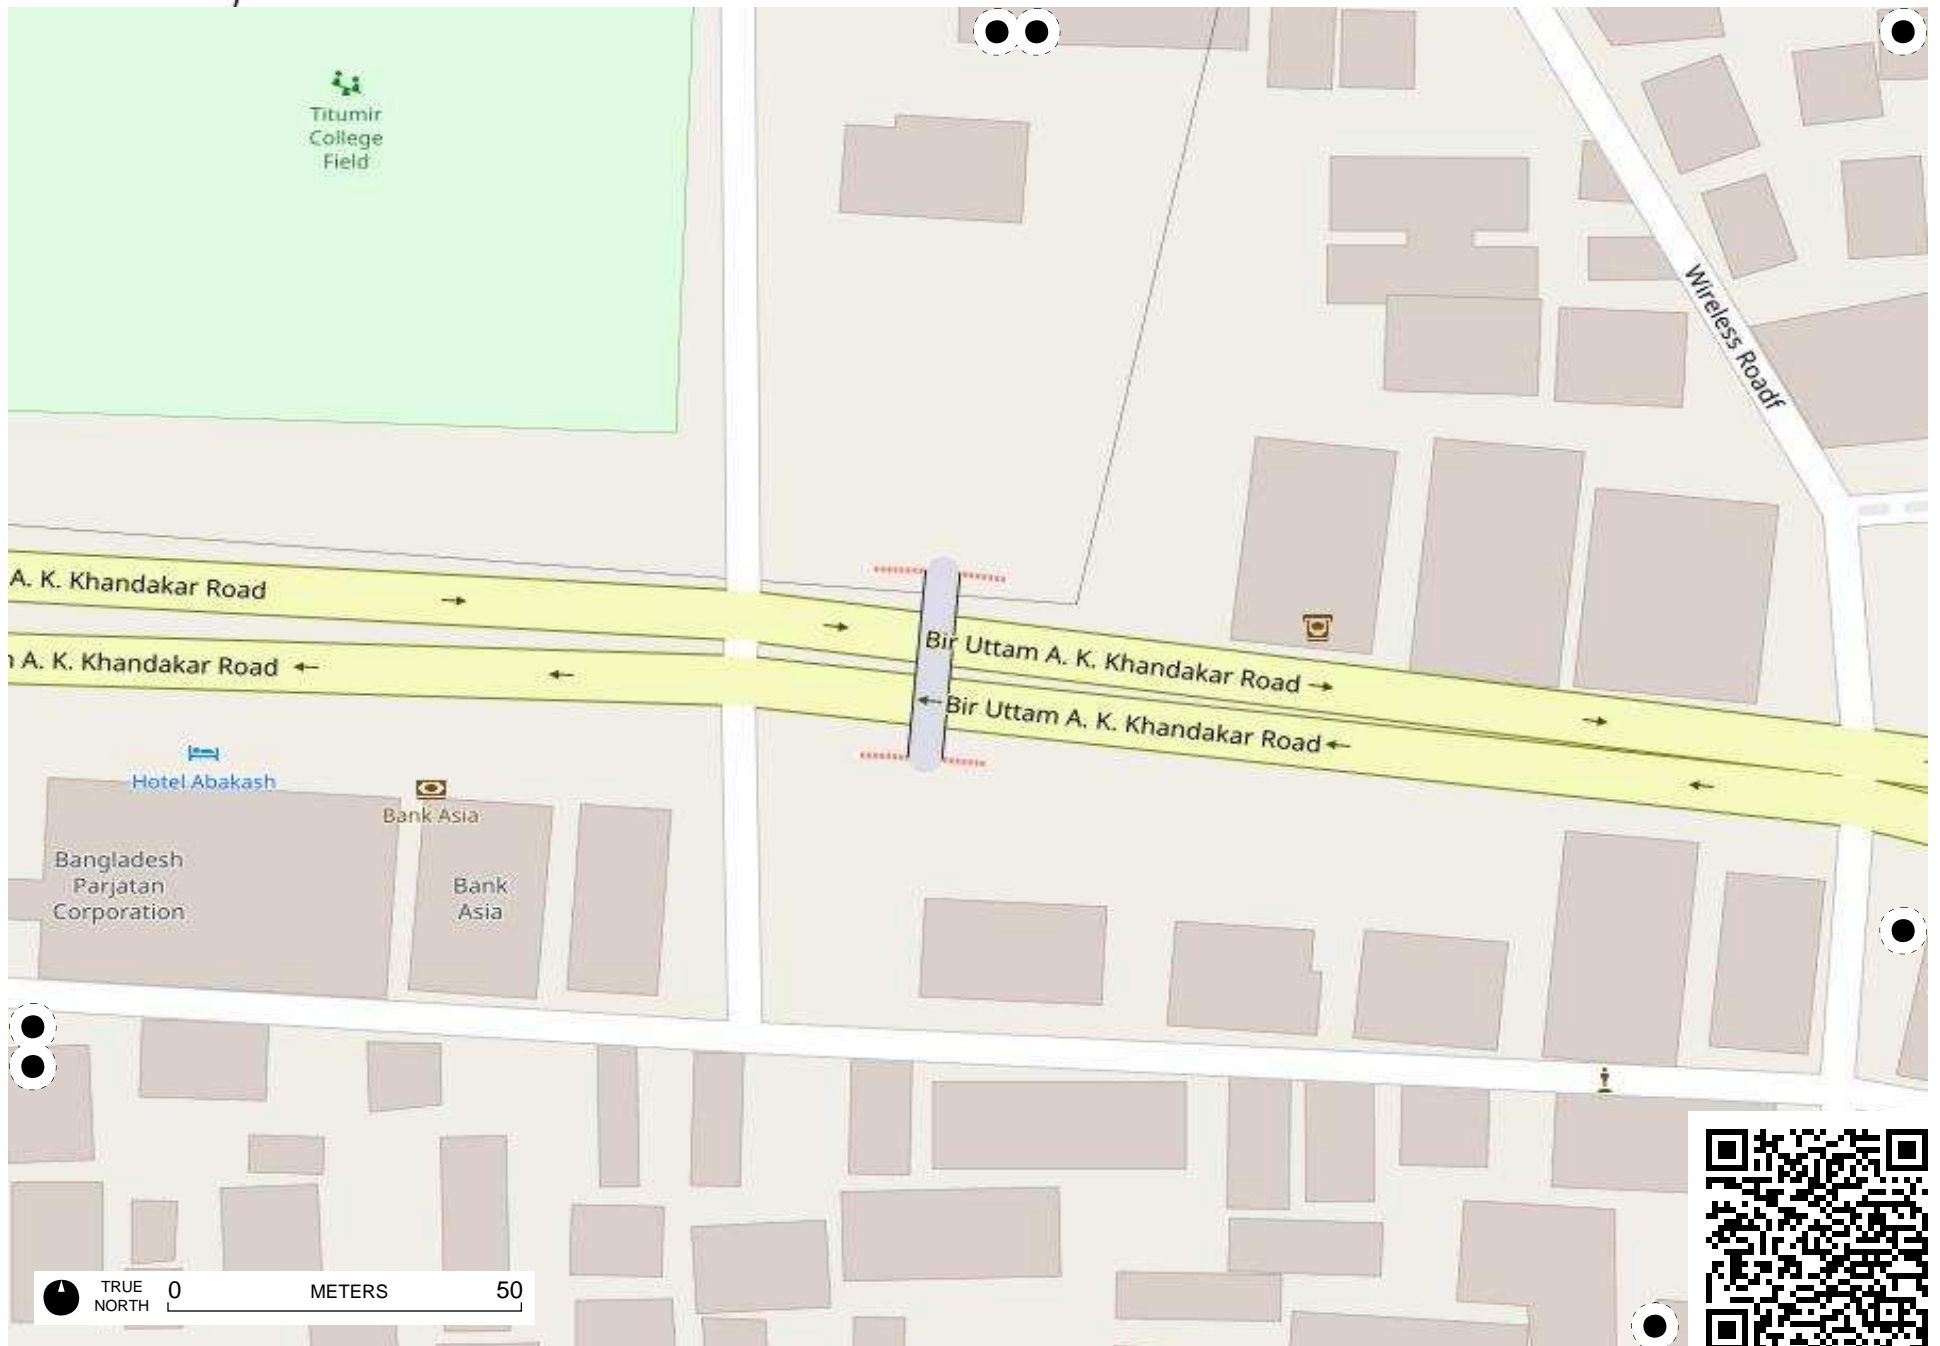 Titumir
College
Field
Wireless Roadf
A. K. Khandakar Road
A. K. Khandakar Road
Bir Uttam A. K. Khandakar Road
Bir Uttam A. K. Khandakar Road
Hotel Abakash
Bank Asia
Bangladesh
Parjatan
Corporation
Bank
Asia
TRUE
NORTH
0 METERS 50